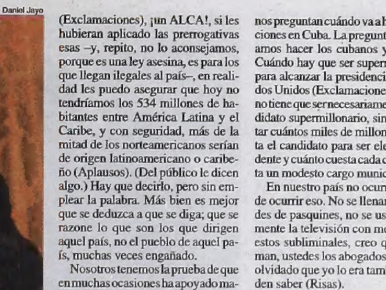 Daniel Jayo
(Exclamaciones), ¡un ALCA!, si les
hubieran aplicado las prerrogativas
esas –y, repito, no lo aconsejamos,
porque es una ley asesina, es para los
que llegan ilegales al país–, en reali-
dad les puedo asegurar que hoy no
tendríamos los 534 millones de ha-
bitantes entre América Latina y el
Caribe, y con seguridad, más de la
mitad de los norteamericanos serían
de origen latinoamericano o caribe-
ño (Aplausos). (Del público le dicen
algo.) Hay que decirlo, pero sin em-
plear la palabra. Más bien es mejor
que se deduzca a que se diga; que se
razone lo que son los que dirigen
aquel país, no el pueblo de aquel pa-
ís, muchas veces engañado.
Nosotros tenemos la prueba de que
en muchas ocasiones ha apoyado ma-
nos preguntan cuándo va a h
ciones en Cuba. La pregunt
amos hacer los cubanos y
Cuándo hay que ser superm
para alcanzar la presidenci
dos Unidos (Exclamacione
no tiene que ser necesariame
didato supermillonario, sin
tar cuántos miles de millon
ta el candidato para ser ele
dente y cuánto cuesta cada c
ta un modesto cargo munic
En nuestro país no ocurr
de ocurrir eso. No se llenar
des de pasquines, no se us
mente la televisión con me
estos subliminales, creo q
man, ustedes los abogados
olvidado que yo lo era tam
den saber (Risas).